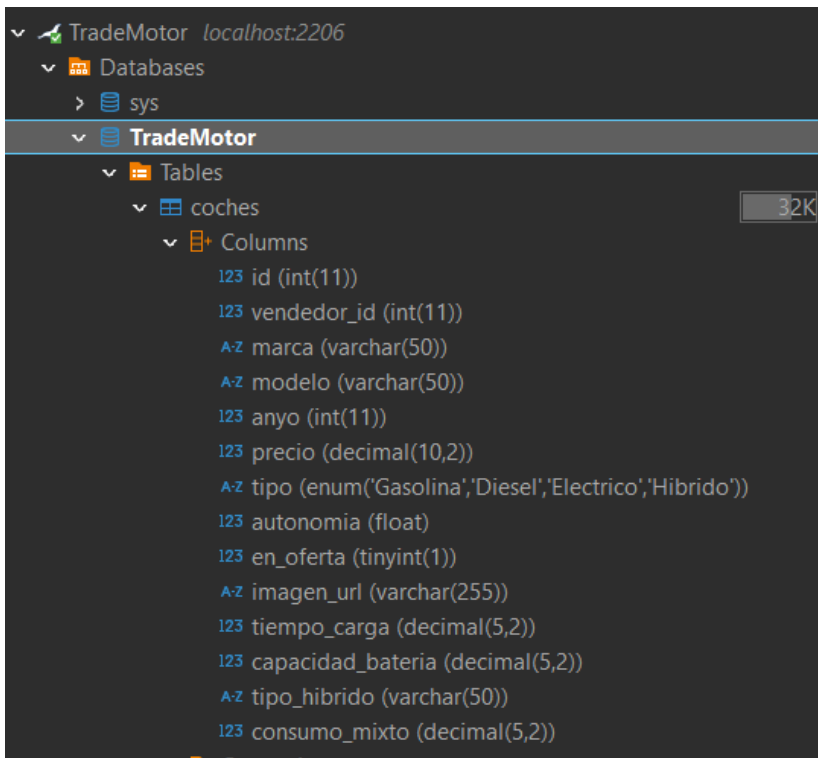 TradeMotor localhost:2206
Databases
sys
TradeMotor
Tables
coches 32K
Columns
123 id (int(11))
123 vendedor_id (int(11))
A-Z marca (varchar(50))
A-Z modelo (varchar(50))
123 anyo (int(11))
123 precio (decimal(10,2))
A-Z tipo (enum('Gasolina','Diesel','Electrico','Hibrido'))
123 autonomia (float)
123 en_oferta (tinyint(1))
A-Z imagen_url (varchar(255))
123 tiempo_carga (decimal(5,2))
123 capacidad_bateria (decimal(5,2))
A-Z tipo_hibrido (varchar(50))
123 consumo_mixto (decimal(5,2))